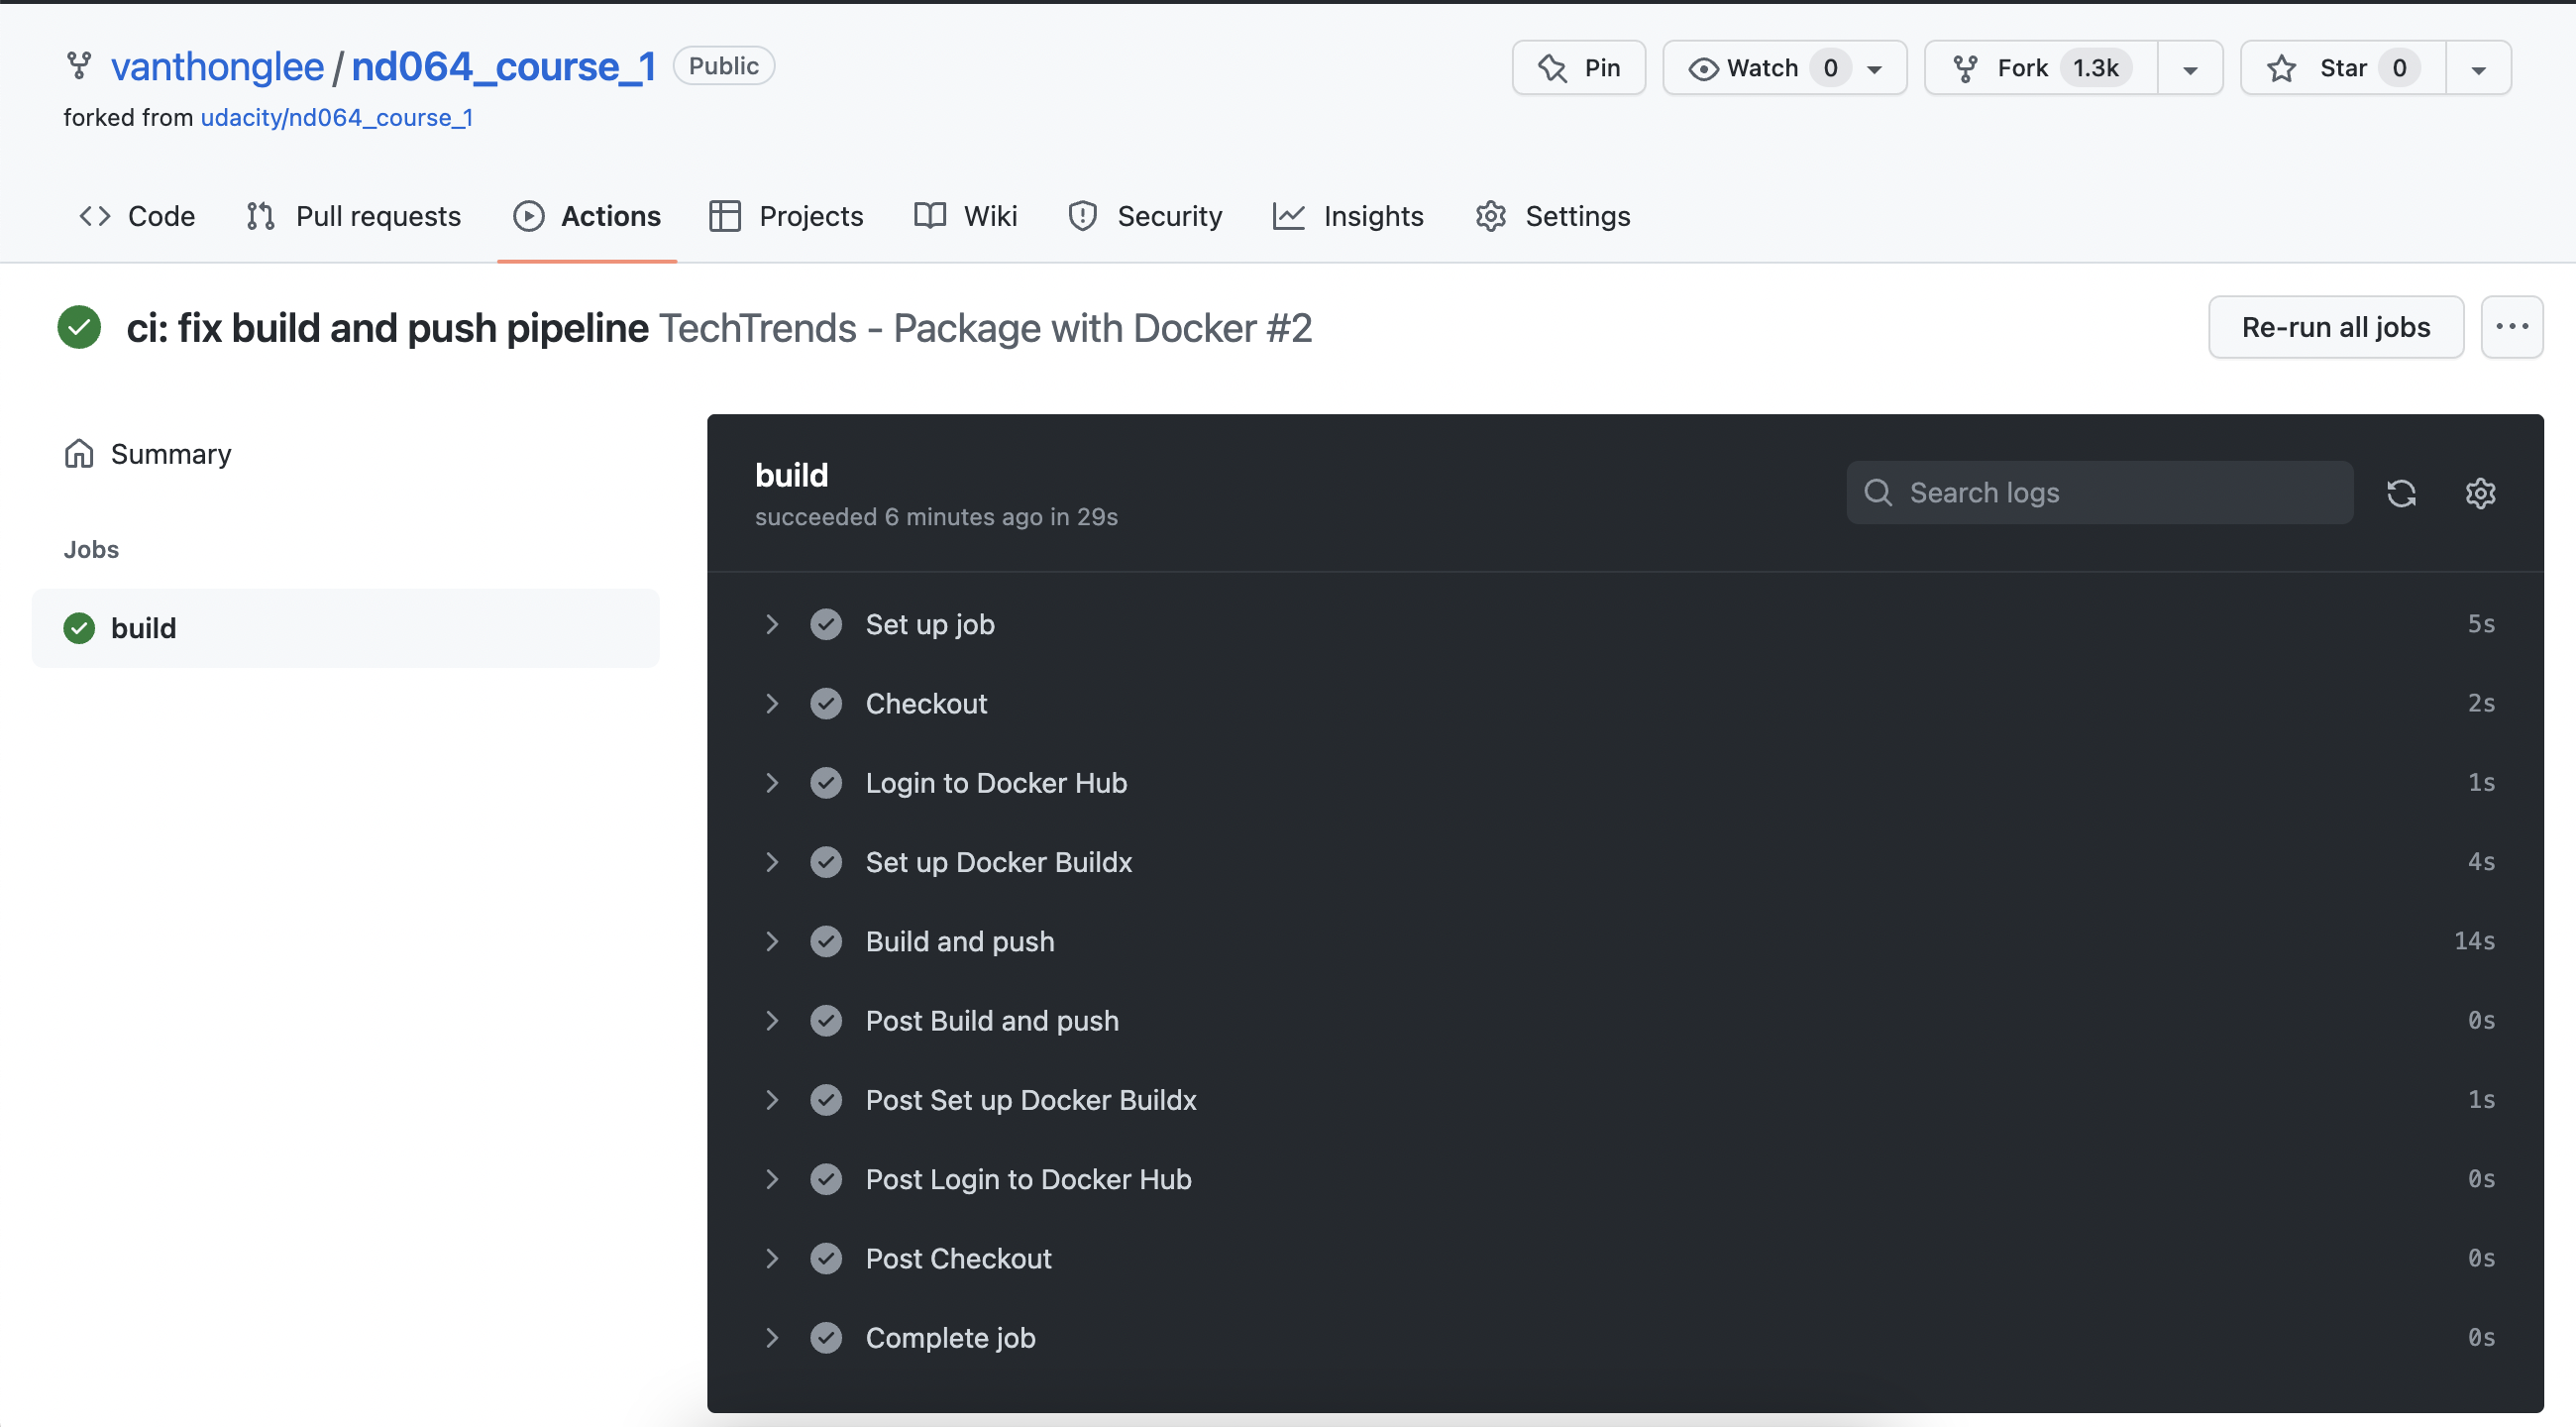 vanthonglee / nd064_course_1 Public
Pin Watch 0 Fork 1.3k Star 0
forked from udacity/nd064_course_1
Code Pull requests Actions Projects Wiki Security Insights Settings
ci: fix build and push pipeline TechTrends - Package with Docker #2
Re-run all jobs
Summary
Jobs
build
build
succeeded 6 minutes ago in 29s
Search logs
Set up job 5s
Checkout 2s
Login to Docker Hub 1s
Set up Docker Buildx 4s
Build and push 14s
Post Build and push 0s
Post Set up Docker Buildx 1s
Post Login to Docker Hub 0s
Post Checkout 0s
Complete job 0s